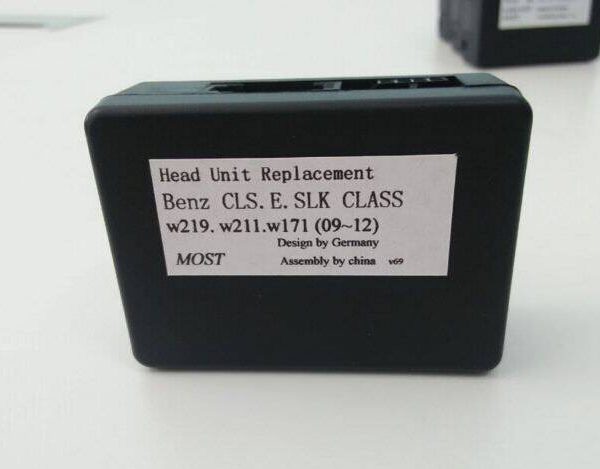 Head Unit Replacement
Benz CLS. E. SLK CLASS
w219. w211.w171 (09~12)
Design by Germany
MOST Assembly by china v69